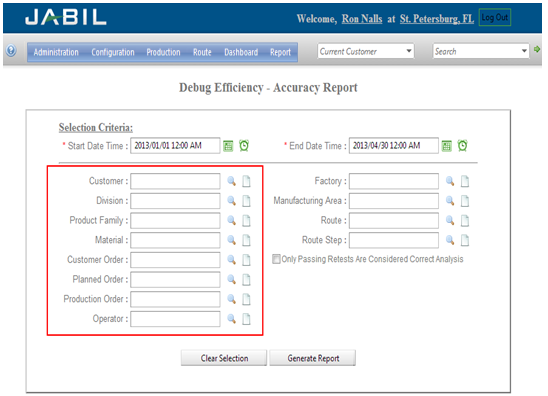 JABIL
Welcome, Ron Nalls at St. Petersburg, FL Log Out
Administration Configuration Production Route Dashboard Report Current Customer Search
Debug Efficiency - Accuracy Report
Selection Criteria:
* Start Date Time : 2013/01/01 12:00 AM * End Date Time : 2013/04/30 12:00 AM
Customer : Factory :
Division : Manufacturing Area :
Product Family : Route :
Material : Route Step :
Customer Order : Only Passing Retests Are Considered Correct Analysis
Planned Order :
Production Order :
Operator :
Clear Selection Generate Report